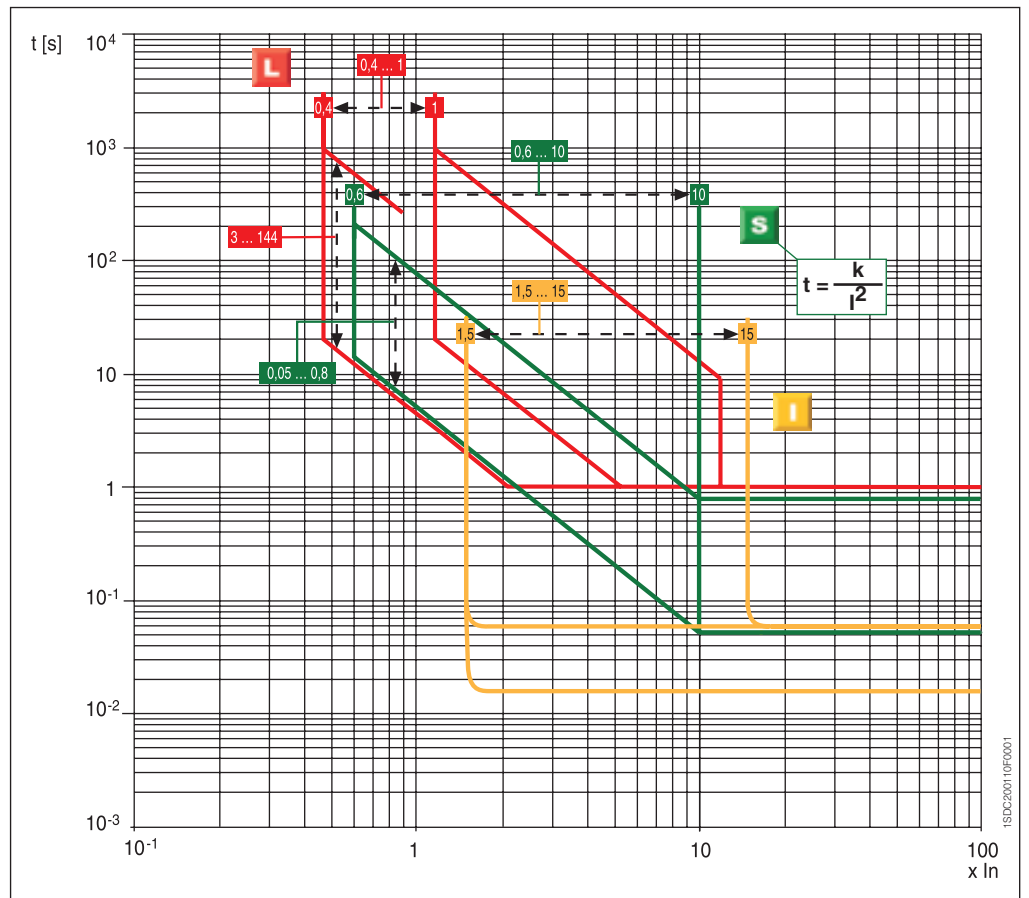 t [s]
10⁴
L
0,4 ... 1
0,4
1
10³
0,6 ... 10
0,6
10
S
3 ... 144
t = k / I²
10²
1,5 ... 15
1,5
15
0,05 ... 0,8
10
I
1
10⁻¹
10⁻²
10⁻³
10⁻¹
1
10
100
x In
1SDC200110F0001